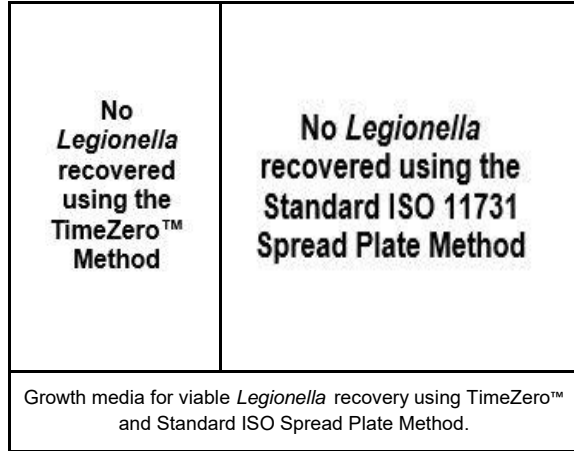 No
Legionella
recovered
using the
TimeZero™
Method
No Legionella
recovered using the
Standard ISO 11731
Spread Plate Method
Growth media for viable Legionella recovery using TimeZero™
and Standard ISO Spread Plate Method.